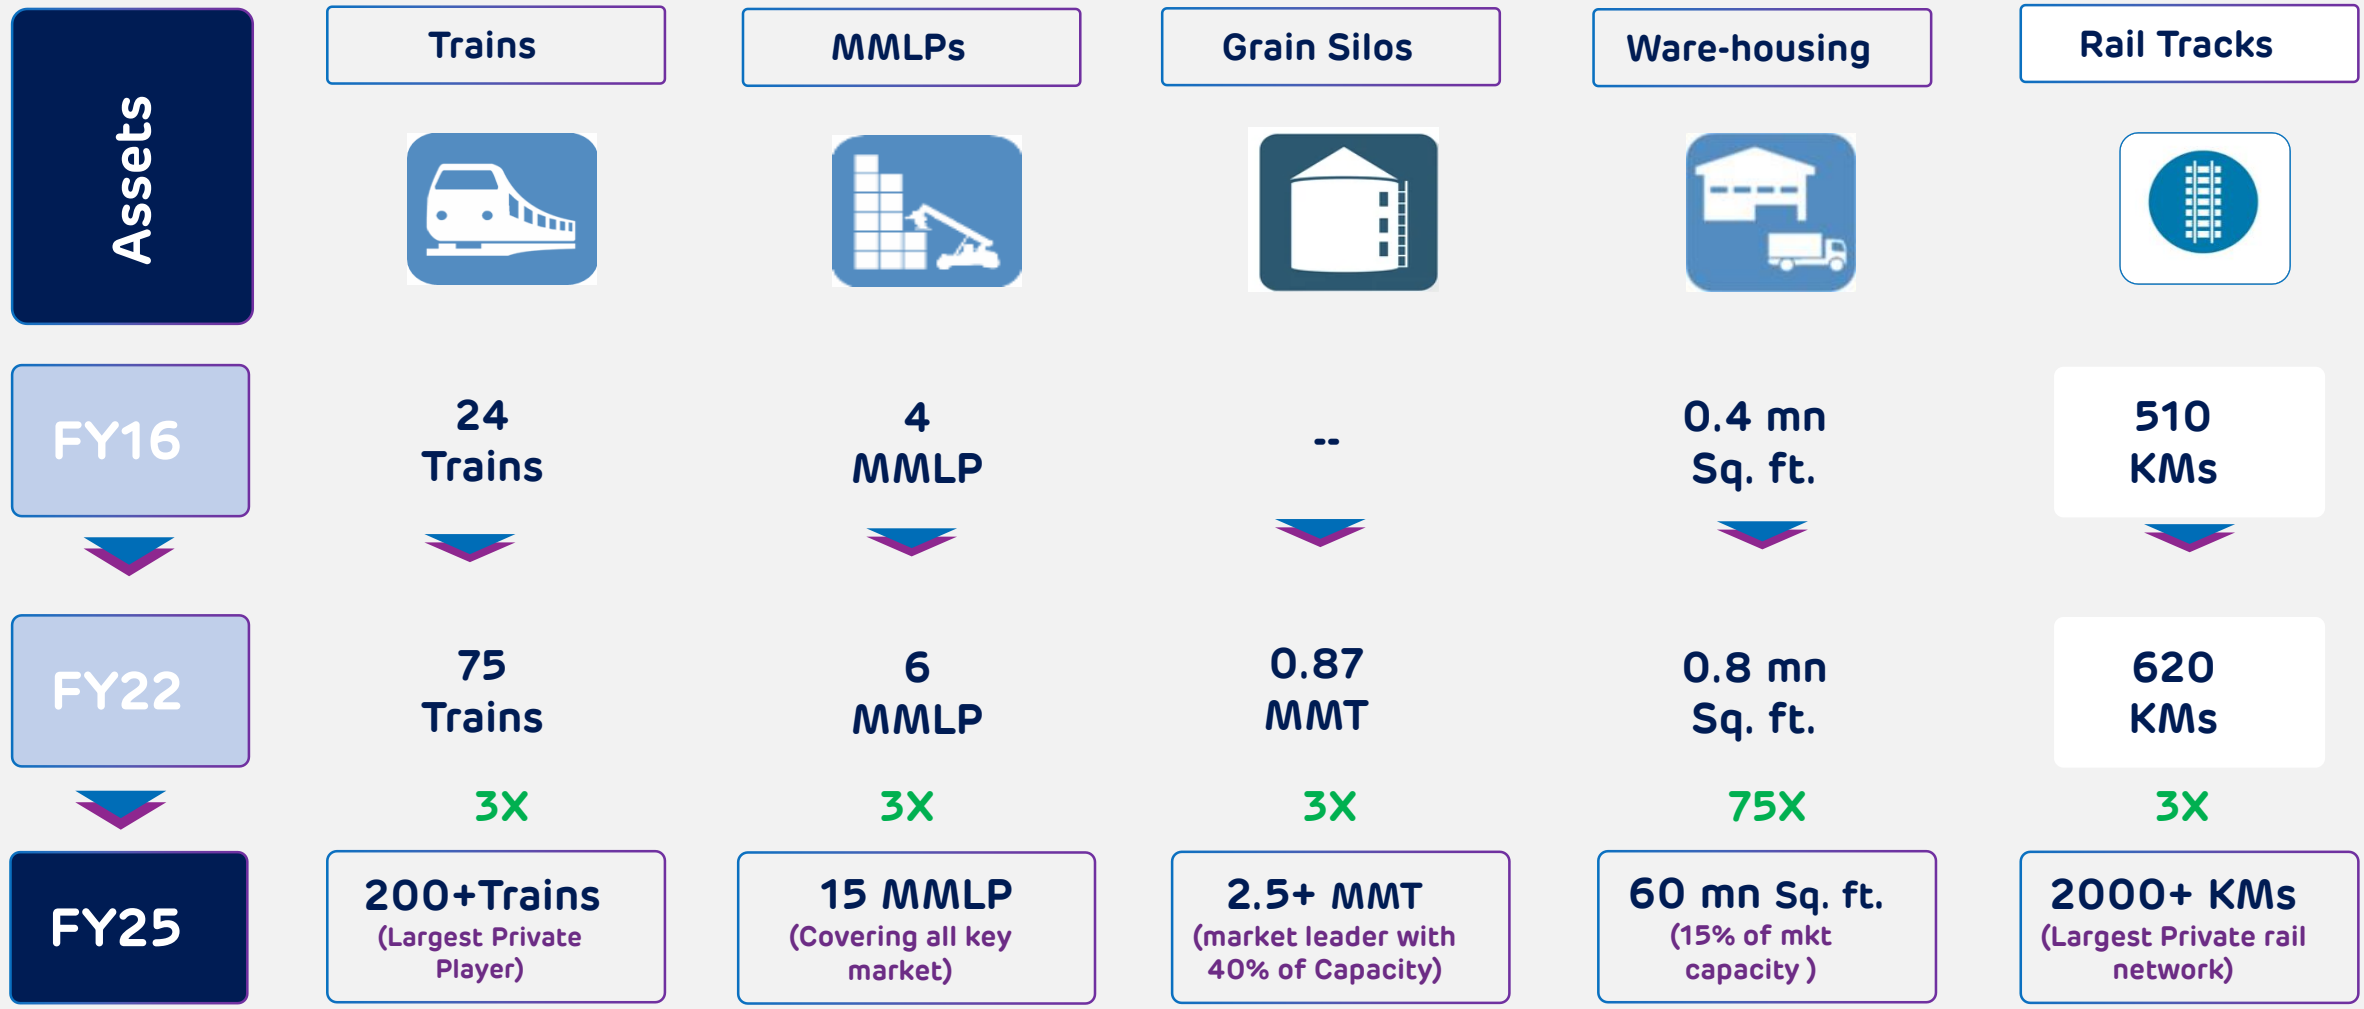 Assets
Trains
MMLPs
Grain Silos
Ware-housing
Rail Tracks
FY16
24
Trains
4
MMLP
--
0.4 mn
Sq. ft.
510
KMs
FY22
75
Trains
6
MMLP
0.87
MMT
0.8 mn
Sq. ft.
620
KMs
3X
3X
3X
75X
3X
FY25
200+Trains
(Largest Private
Player)
15 MMLP
(Covering all key
market)
2.5+ MMT
(market leader with
40% of Capacity)
60 mn Sq. ft.
(15% of mkt
capacity )
2000+ KMs
(Largest Private rail
network)